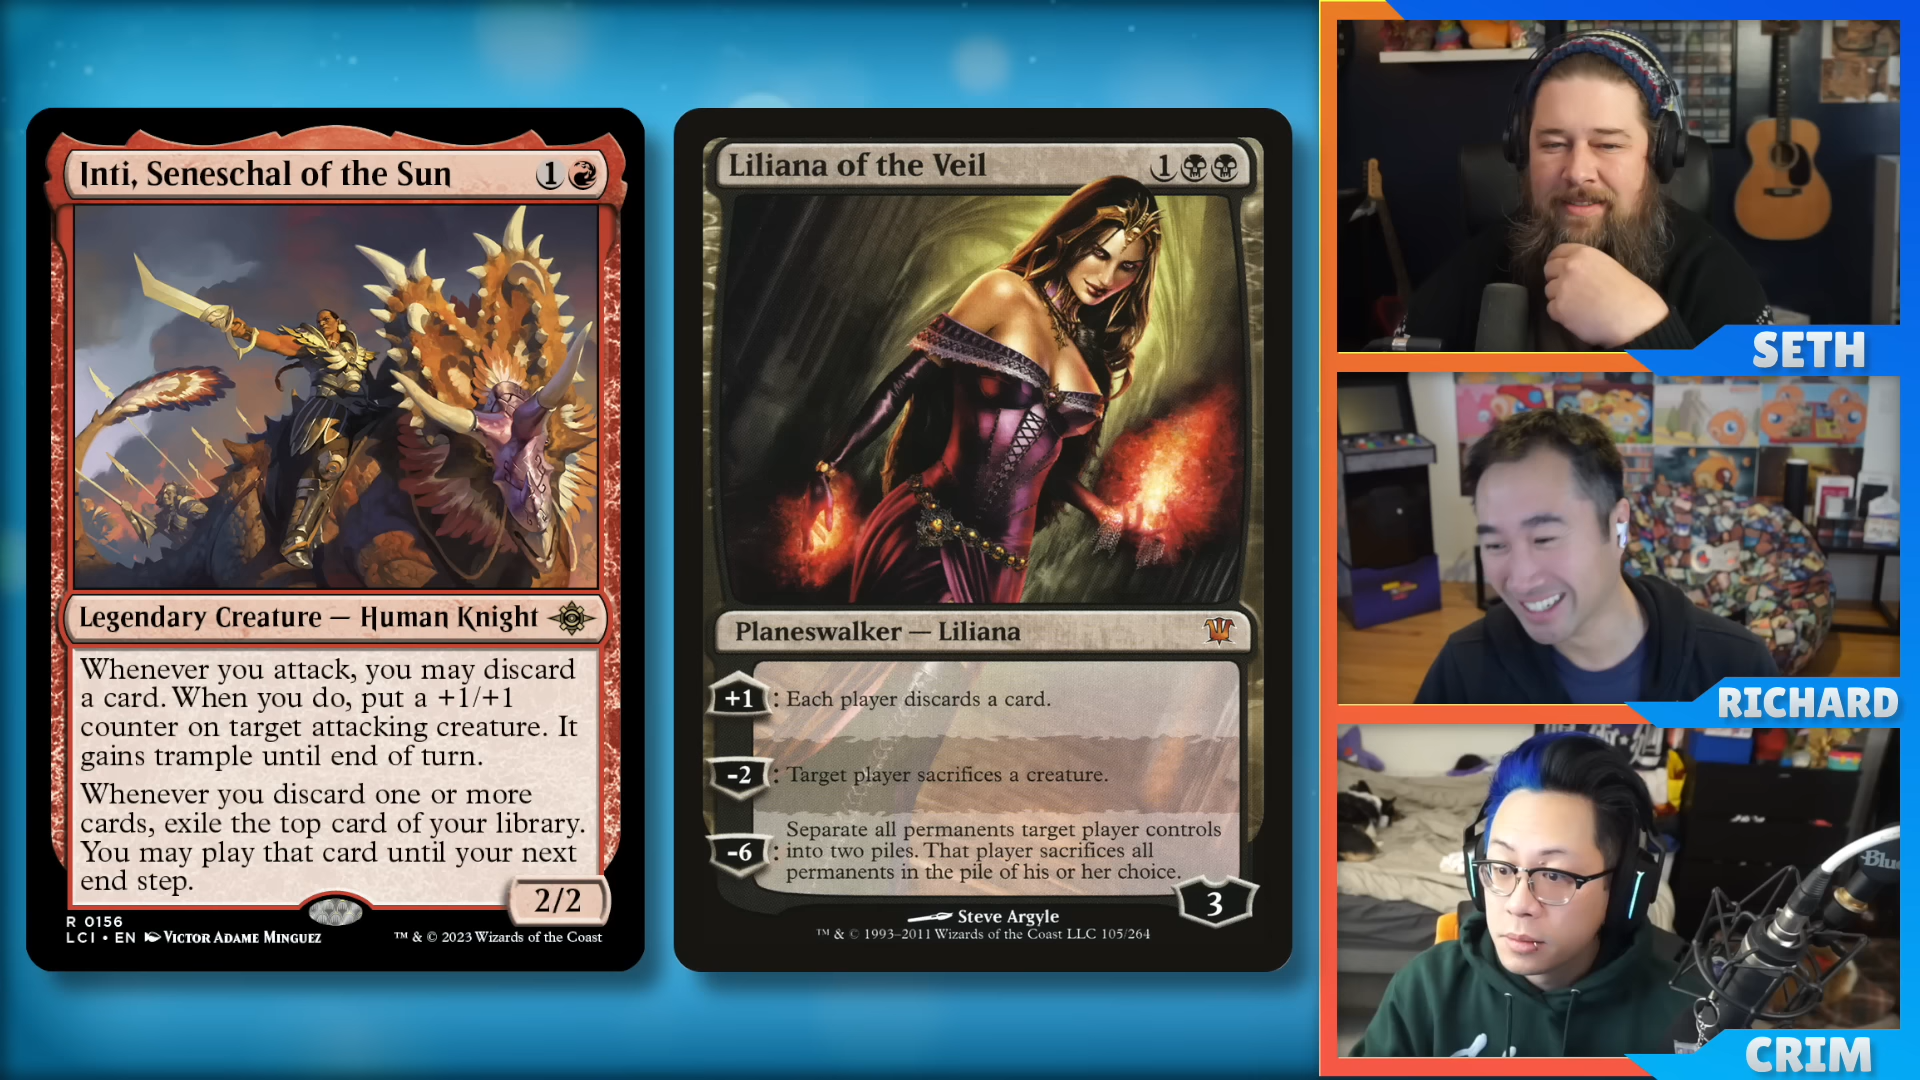 Inti, Seneschal of the Sun 1
Legendary Creature — Human Knight
Whenever you attack, you may discard
a card. When you do, put a +1/+1
counter on target attacking creature. It
gains trample until end of turn.
Whenever you discard one or more
cards, exile the top card of your library.
You may play that card until your next
end step.
2/2
R 0156
LCI • EN VICTOR ADAME MINGUEZ
™ & © 2023 Wizards of the Coast
Liliana of the Veil 1
Planeswalker — Liliana
+1 : Each player discards a card.
-2 : Target player sacrifices a creature.
Separate all permanents target player controls
-6 : into two piles. That player sacrifices all
permanents in the pile of his or her choice.
3
Steve Argyle
™ & © 1993–2011 Wizards of the Coast LLC 105/264
SETH
RICHARD
Blu
CRIM